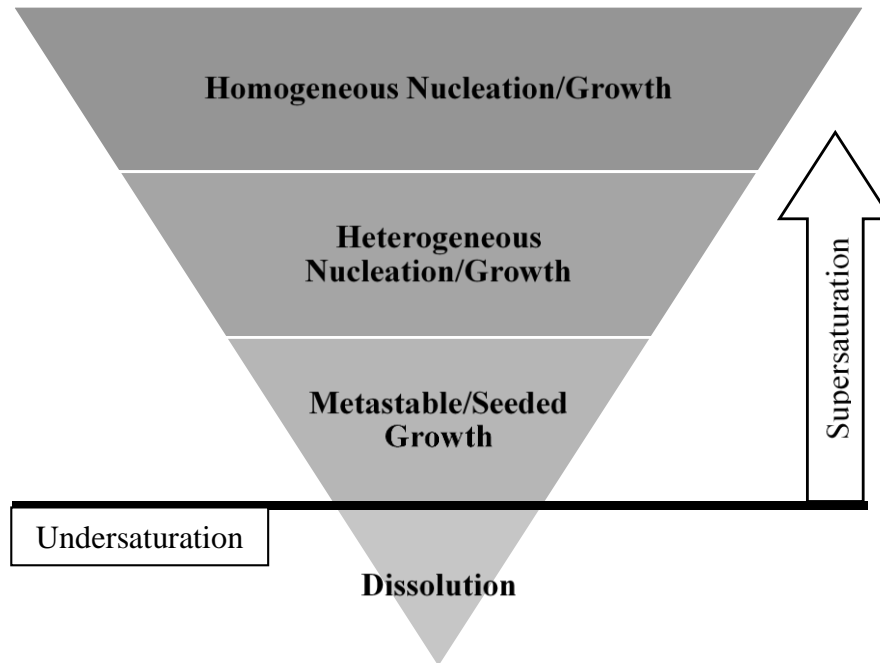 Homogeneous Nucleation/Growth
Heterogeneous
Nucleation/Growth
Metastable/Seeded
Growth
Supersaturation
Undersaturation
Dissolution